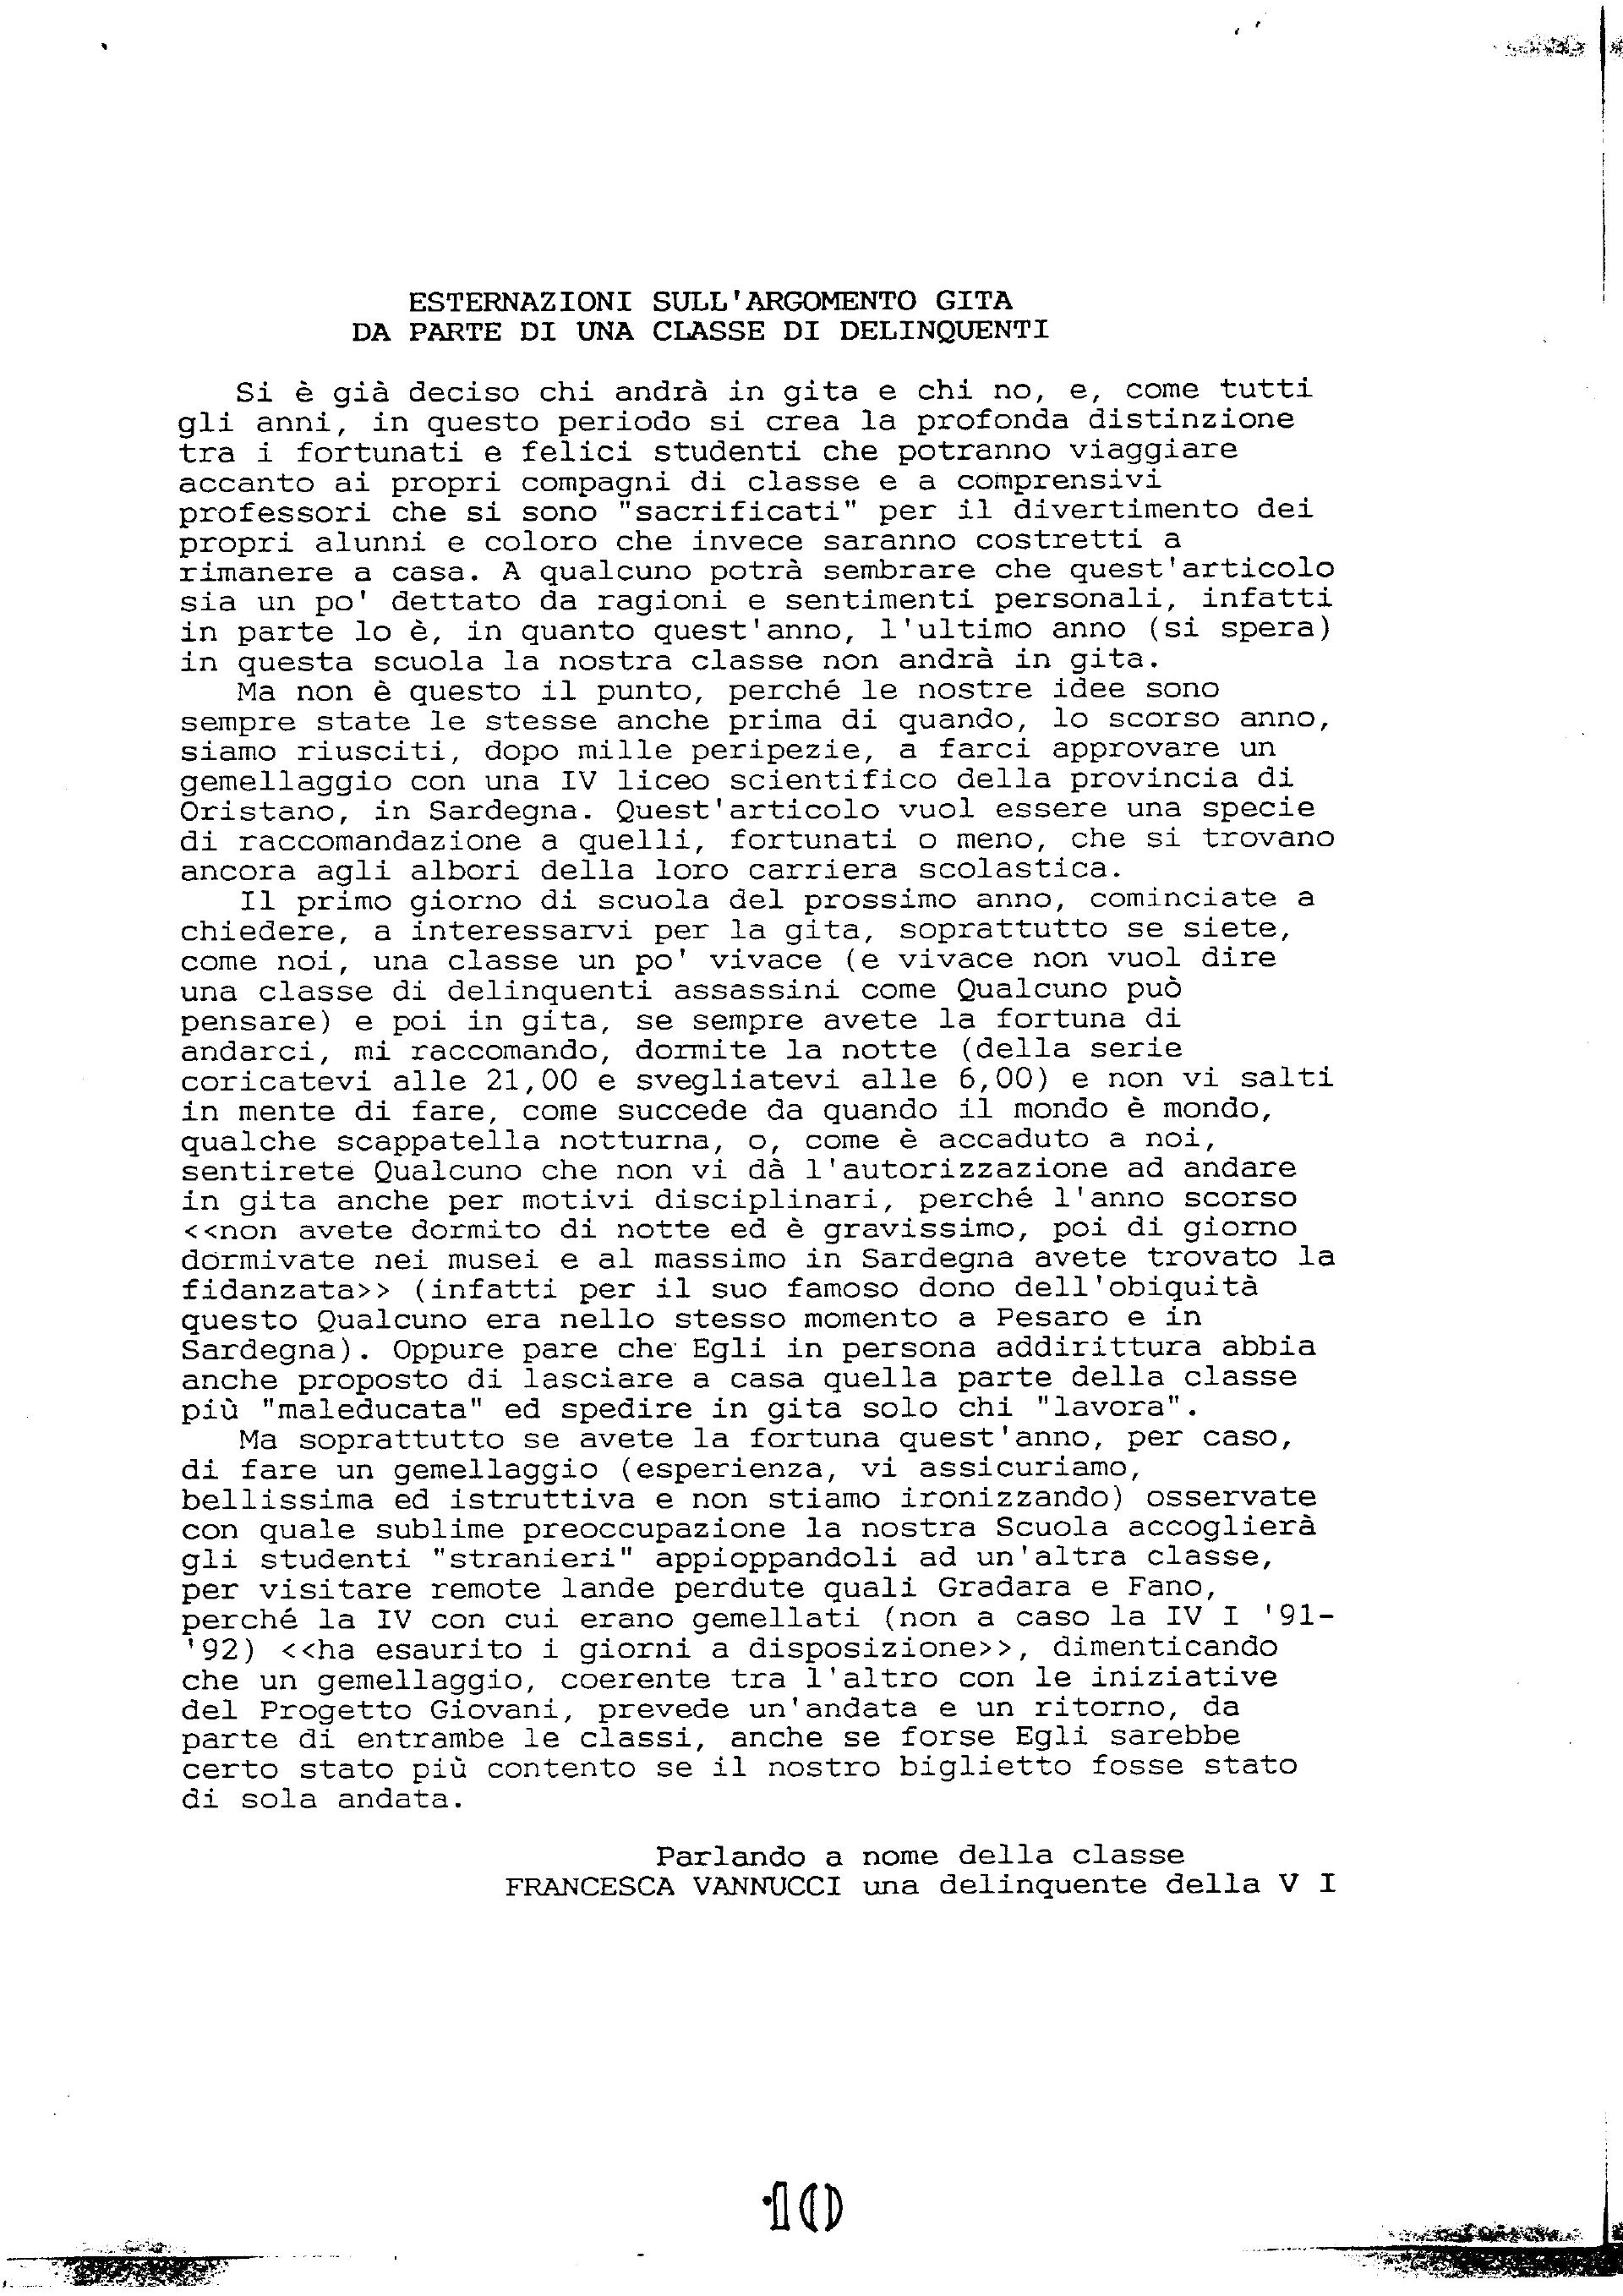 ESTERNAZIONI SULL'ARGOMENTO GITA
DA PARTE DI UNA CLASSE DI DELINQUENTI
Si è già deciso chi andrà in gita e chi no, e, come tutti
gli anni, in questo periodo si crea la profonda distinzione
tra i fortunati e felici studenti che potranno viaggiare
accanto ai propri compagni di classe e a comprensivi
professori che si sono "sacrificati" per il divertimento dei
propri alunni e coloro che invece saranno costretti a
rimanere a casa. A qualcuno potrà sembrare che quest'articolo
sia un po' dettato da ragioni e sentimenti personali, infatti
in parte lo è, in quanto quest'anno, l'ultimo anno (si spera)
in questa scuola la nostra classe non andrà in gita.
Ma non è questo il punto, perché le nostre idee sono
sempre state le stesse anche prima di quando, lo scorso anno,
siamo riusciti, dopo mille peripezie, a farci approvare un
gemellaggio con una IV liceo scientifico della provincia di
Oristano, in Sardegna. Quest'articolo vuol essere una specie
di raccomandazione a quelli, fortunati o meno, che si trovano
ancora agli albori della loro carriera scolastica.
Il primo giorno di scuola del prossimo anno, cominciate a
chiedere, a interessarvi per la gita, soprattutto se siete,
come noi, una classe un po' vivace (e vivace non vuol dire
una classe di delinquenti assassini come Qualcuno può
pensare) e poi in gita, se sempre avete la fortuna di
andarci, mi raccomando, dormite la notte (della serie
coricatevi alle 21,00 e svegliatevi alle 6,00) e non vi salti
in mente di fare, come succede da quando il mondo è mondo,
qualche scappatella notturna, o, come è accaduto a noi,
sentirete Qualcuno che non vi dà l'autorizzazione ad andare
in gita anche per motivi disciplinari, perché l'anno scorso
<<non avete dormito di notte ed è gravissimo, poi di giorno
dormivate nei musei e al massimo in Sardegna avete trovato la
fidanzata>> (infatti per il suo famoso dono dell'obiquità
questo Qualcuno era nello stesso momento a Pesaro e in
Sardegna). Oppure pare che Egli in persona addirittura abbia
anche proposto di lasciare a casa quella parte della classe
più "maleducata" ed spedire in gita solo chi "lavora".
Ma soprattutto se avete la fortuna quest'anno, per caso,
di fare un gemellaggio (esperienza, vi assicuriamo,
bellissima ed istruttiva e non stiamo ironizzando) osservate
con quale sublime preoccupazione la nostra Scuola accoglierà
gli studenti "stranieri" appioppandoli ad un'altra classe,
per visitare remote lande perdute quali Gradara e Fano,
perché la IV con cui erano gemellati (non a caso la IV I '91-
'92) <<ha esaurito i giorni a disposizione>>, dimenticando
che un gemellaggio, coerente tra l'altro con le iniziative
del Progetto Giovani, prevede un'andata e un ritorno, da
parte di entrambe le classi, anche se forse Egli sarebbe
certo stato più contento se il nostro biglietto fosse stato
di sola andata.
Parlando a nome della classe
FRANCESCA VANNUCCI una delinquente della V I
10